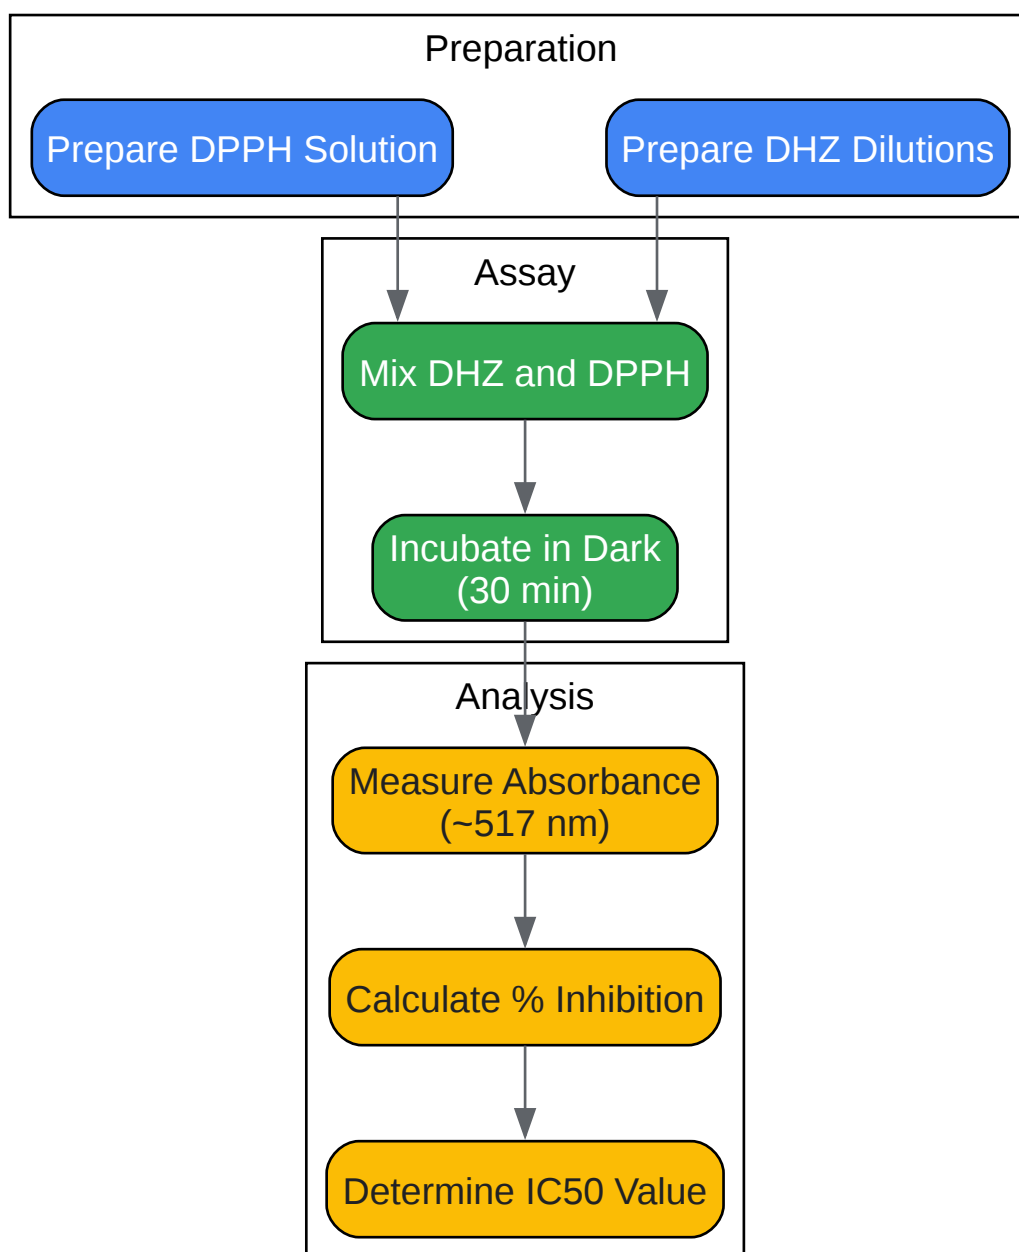 Preparation
Prepare DPPH Solution
Prepare DHZ Dilutions
Assay
Mix DHZ and DPPH
Incubate in Dark
(30 min)
Analysis
Measure Absorbance
(~517 nm)
Calculate % Inhibition
Determine IC50 Value